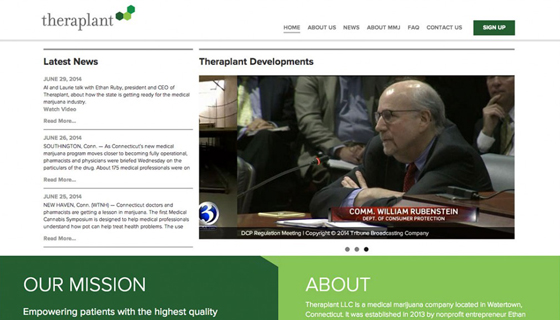 theraplant
HOME ABOUT US NEWS ABOUT MMJ FAQ CONTACT US SIGN UP
Latest News
JUNE 29, 2014
Al and Laurie talk with Ethan Ruby, president and CEO of
Theraplant, about how the state is getting ready for the medical
marijuana industry.
Watch Video
Read More...
JUNE 26, 2014
SOUTHINGTON, Conn. — As Connecticut's new medical
marijuana program moves closer to becoming fully operational,
pharmacists and physicians were briefed Wednesday on the
particulars of the drug. About 175 medical professionals were on
Read More...
JUNE 25, 2014
NEW HAVEN, Conn. (WTNH) — Connecticut doctors and
pharmacists are getting a lesson in marijuana. The first Medical
Cannabis Symposium is designed to help medical professionals
understand how pot can help treat health problems. The use
Read More...
Theraplant Developments
3
COMM. WILLIAM RUBENSTEIN
DEPT. OF CONSUMER PROTECTION
DCP Regulation Meeting | Copyright © 2014 Tribune Broadcasting Company
OUR MISSION
Empowering patients with the highest quality
ABOUT
Theraplant LLC is a medical marijuana company located in Watertown,
Connecticut. It was established in 2013 by nonprofit entrepreneur Ethan